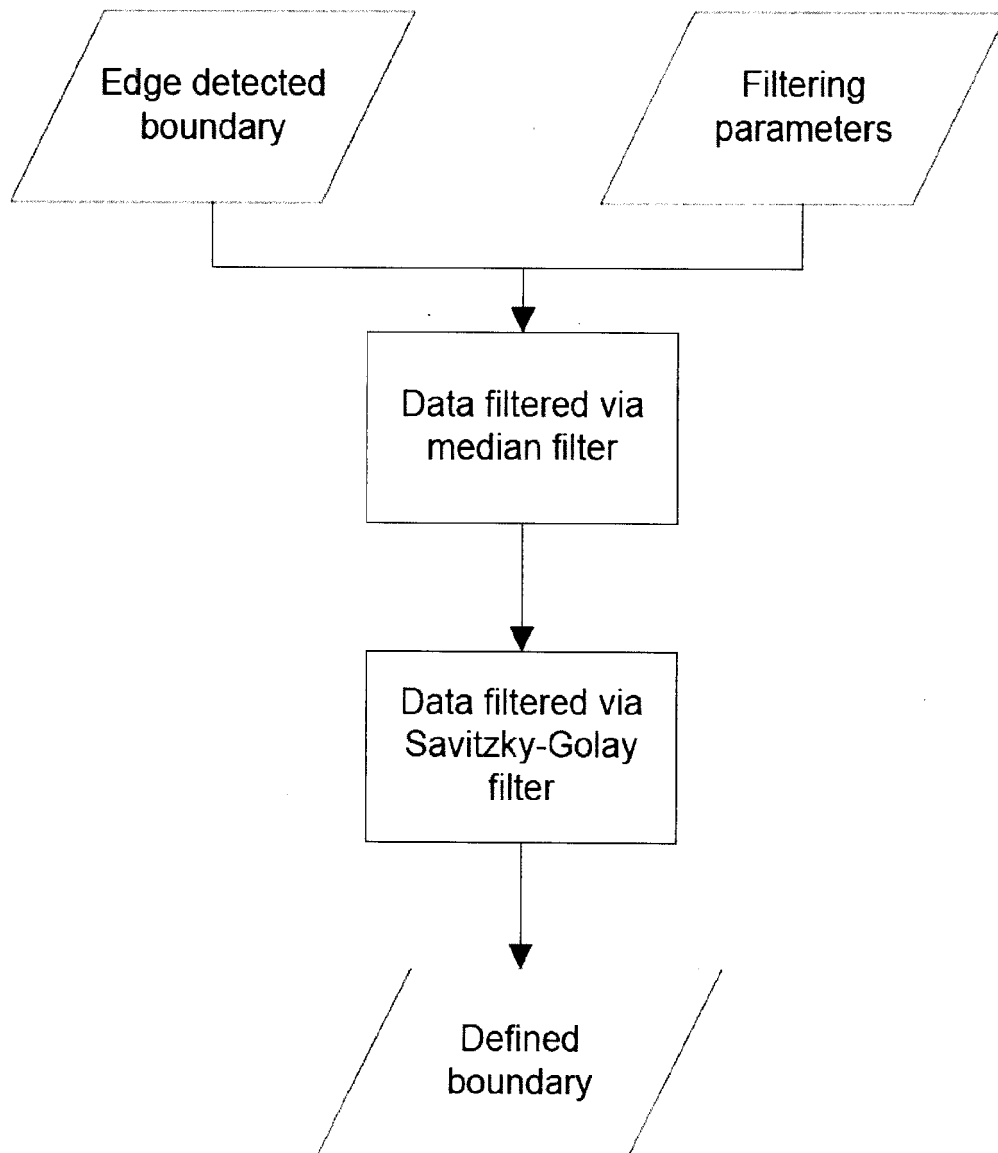 Edge detected
boundary
Filtering
parameters
Data filtered via
median filter
Data filtered via
Savitzky-Golay
filter
Defined
boundary